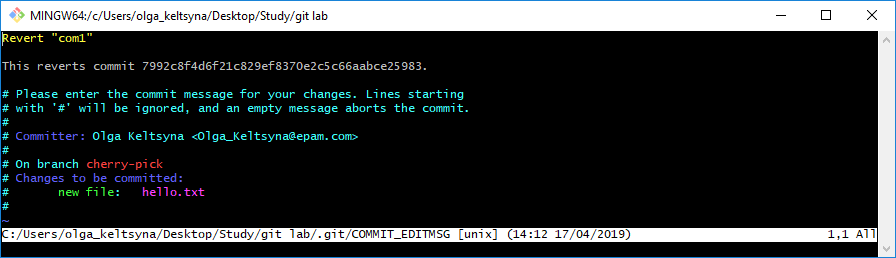 MINGW64:/c/Users/olga_keltsyna/Desktop/Study/git lab
Revert "com1"
This reverts commit 7992c8f4d6f21c829ef8370e2c5c66aabce25983.
# Please enter the commit message for your changes. Lines starting
# with '#' will be ignored, and an empty message aborts the commit.
#
# Committer: Olga Keltsyna <Olga_Keltsyna@epam.com>
#
# On branch cherry-pick
# Changes to be committed:
#       new file:   hello.txt
#
~
C:/Users/olga_keltsyna/Desktop/Study/git lab/.git/COMMIT_EDITMSG [unix] (14:12 17/04/2019) 1,1 All